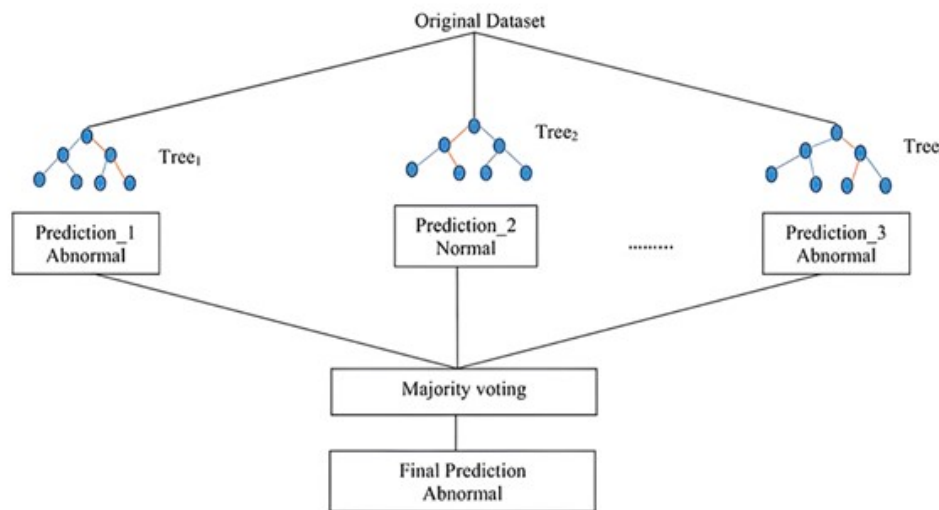 Original Dataset
Tree₁
Tree₂
Tree
Prediction_1
Abnormal
Prediction_2
Normal
.........
Prediction_3
Abnormal
Majority voting
Final Prediction
Abnormal